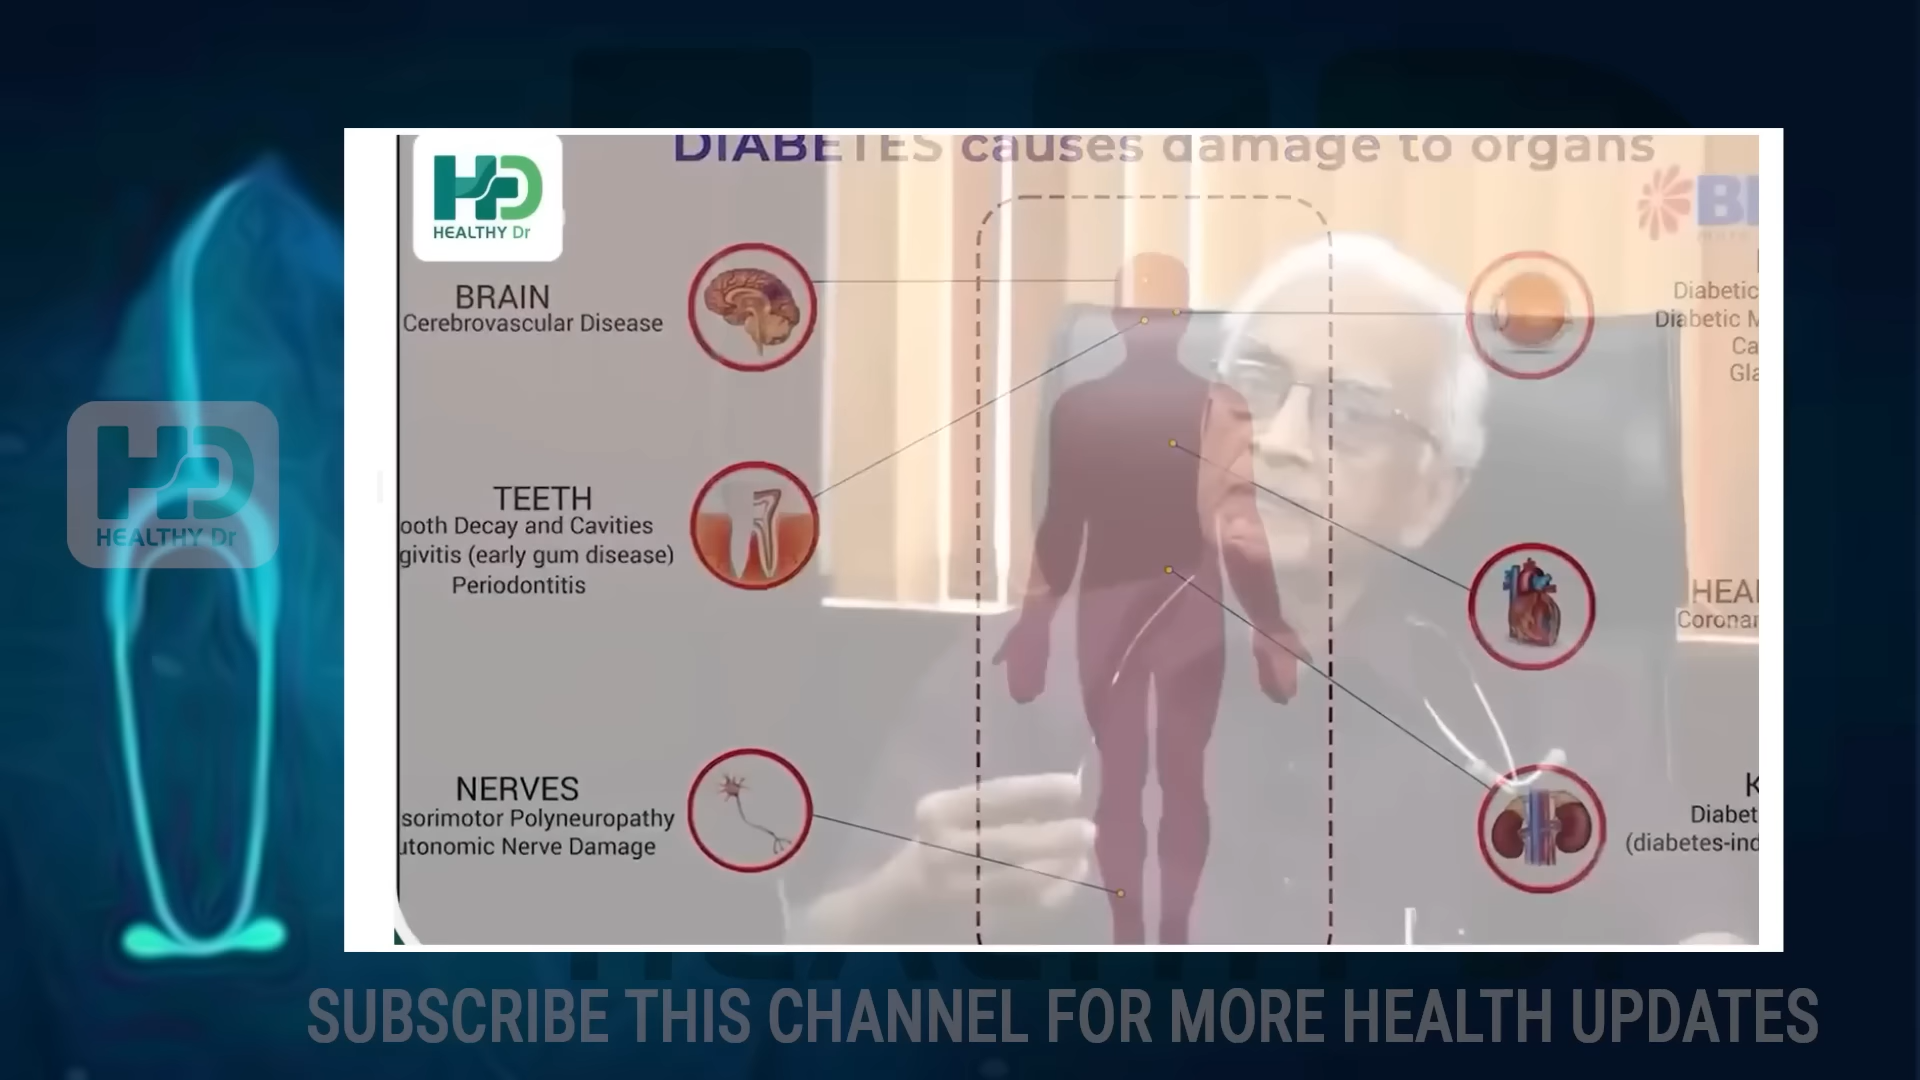 DIABETES causes damage to organs
HD
HEALTHY Dr
BRAIN
Cerebrovascular Disease
Diabetic
Diabetic
HD
HEALTHY Dr
TEETH
ooth Decay and Cavities
givitis (early gum disease)
Periodontitis
Coronar
NERVES
sorimotor Polyneuropathy
utonomic Nerve Damage
Diabet
(diabetes-ind
SUBSCRIBE THIS CHANNEL FOR MORE HEALTH UPDATES